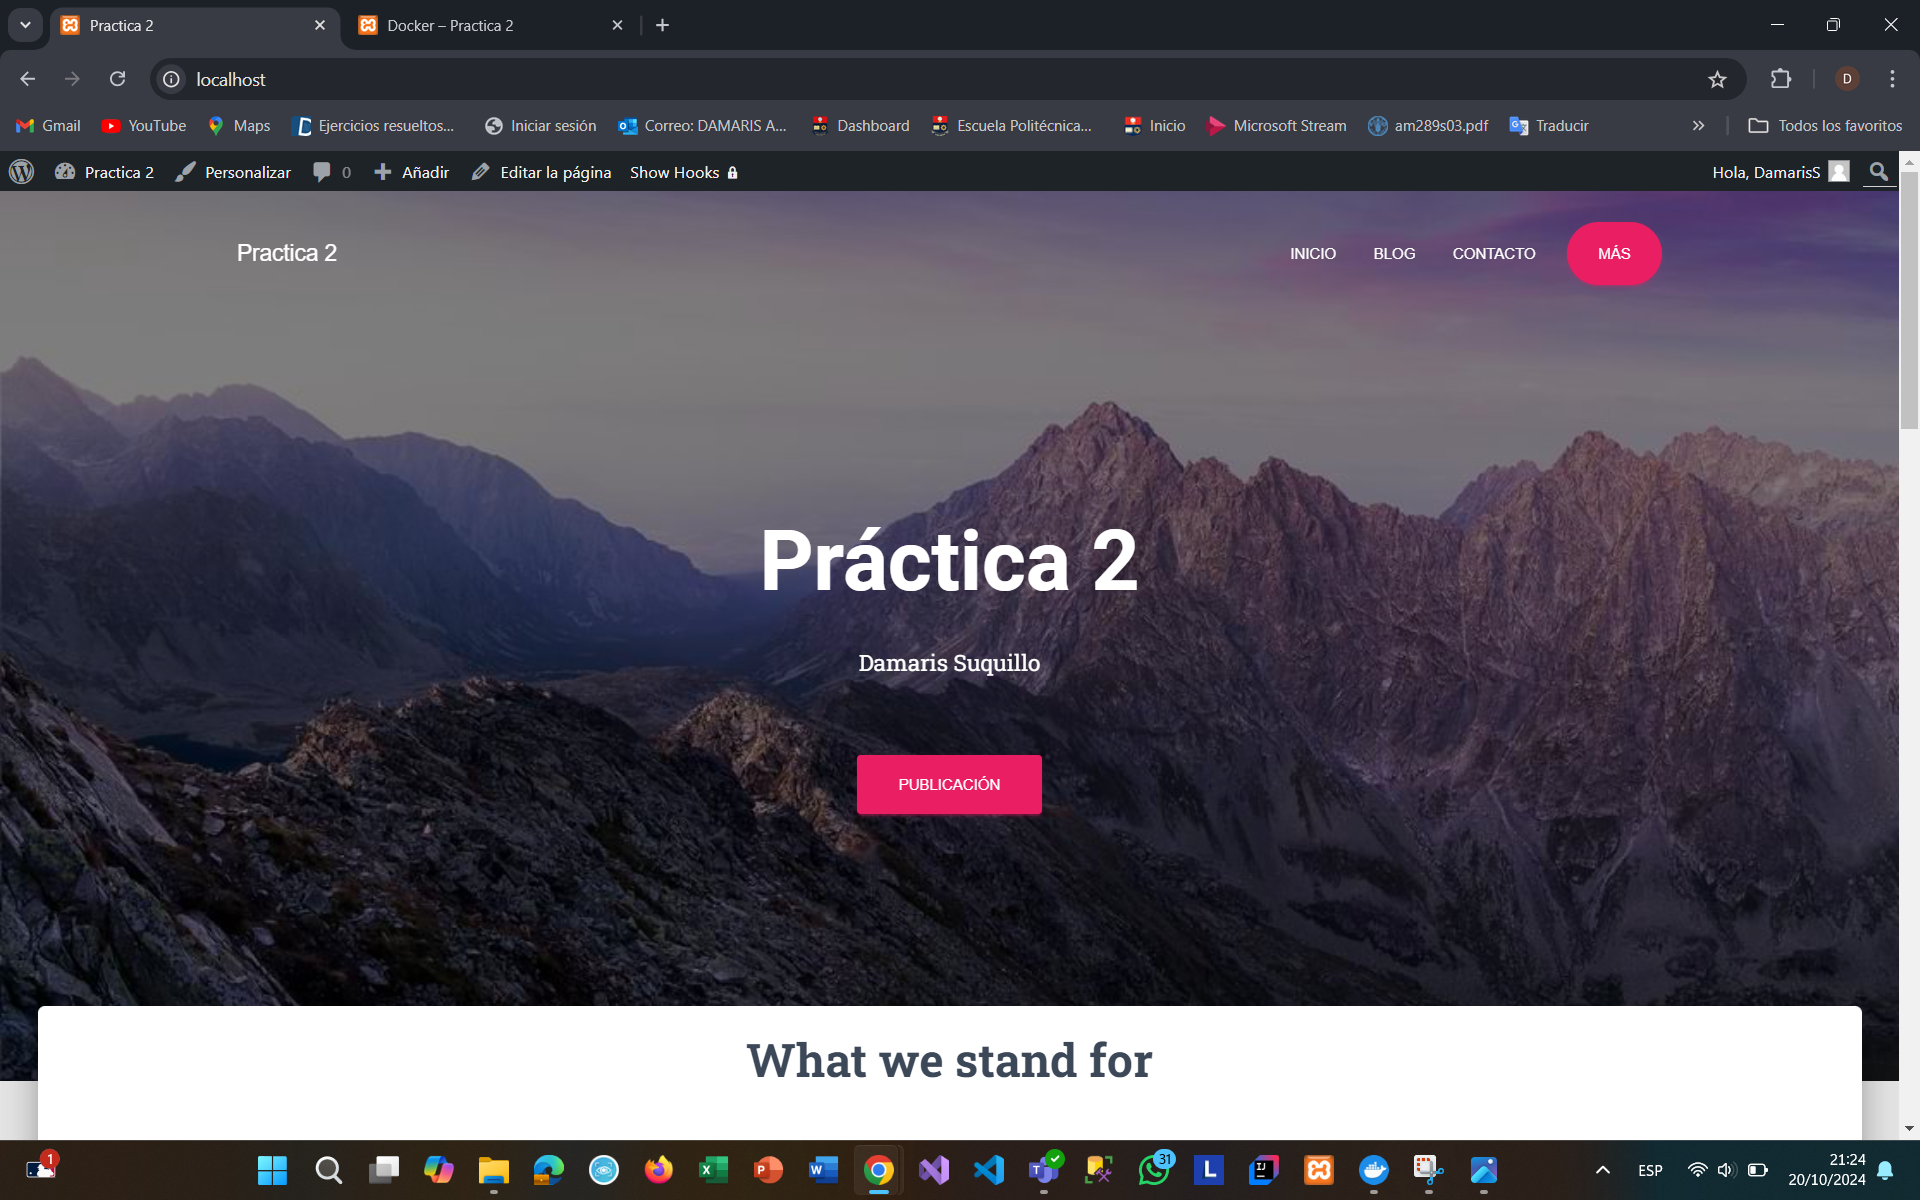 Practica 2
Docker – Practica 2
localhost
D
Gmail
YouTube
Maps
Ejercicios resueltos...
Iniciar sesión
Correo: DAMARIS A...
Dashboard
Escuela Politécnica...
Inicio
Microsoft Stream
am289s03.pdf
Traducir
Todos los favoritos
Practica 2
Personalizar
0
Añadir
Editar la página
Show Hooks
Hola, DamarisS
Practica 2
INICIO
BLOG
CONTACTO
MÁS
Práctica 2
Damaris Suquillo
PUBLICACIÓN
What we stand for
1
31
ESP
21:24
20/10/2024